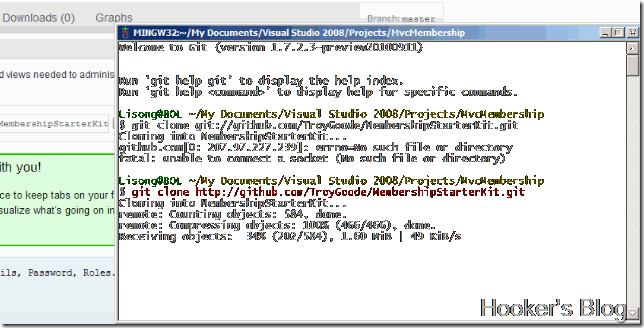 Downloads (0)
Graphs
Branch: master
MINGW32:~/My Documents/Visual Studio 2008/Projects/MvcMembership
Welcome to Git (version 1.7.2.3-preview20100911)
Run 'git help git' to display the help index.
Run 'git help <command>' to display help for specific commands.
Lisong@BOL ~/My Documents/Visual Studio 2008/Projects/MvcMembership
$ git clone git://github.com/TroyGoode/MembershipStarterKit.git
Cloning into MembershipStarterKit...
github.com[0: 207.97.227.239]: errno=No such file or directory
fatal: unable to connect a socket (No such file or directory)
Lisong@BOL ~/My Documents/Visual Studio 2008/Projects/MvcMembership
$ git clone http://github.com/TroyGoode/MembershipStarterKit.git
Cloning into MembershipStarterKit...
remote: Counting objects: 584, done.
remote: Compressing objects: 100% (466/466), done.
Receiving objects: 34% (202/584), 1.60 MiB | 49 KiB/s
d views needed to adminis
MembershipStarterKit
ith you!
ce to keep tabs on your f
sualize what's going on in
ils, Password, Roles.
Hooker's Blog